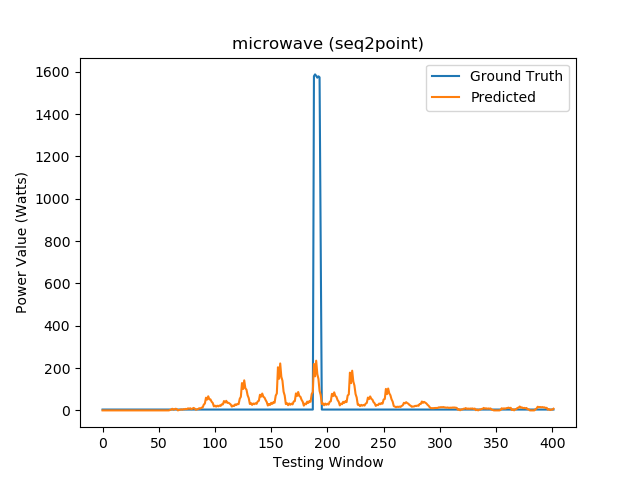 microwave (seq2point)
Ground Truth
Predicted
Power Value (Watts)
1600
1400
1200
1000
800
600
400
200
0
0 50 100 150 200 250 300 350 400
Testing Window